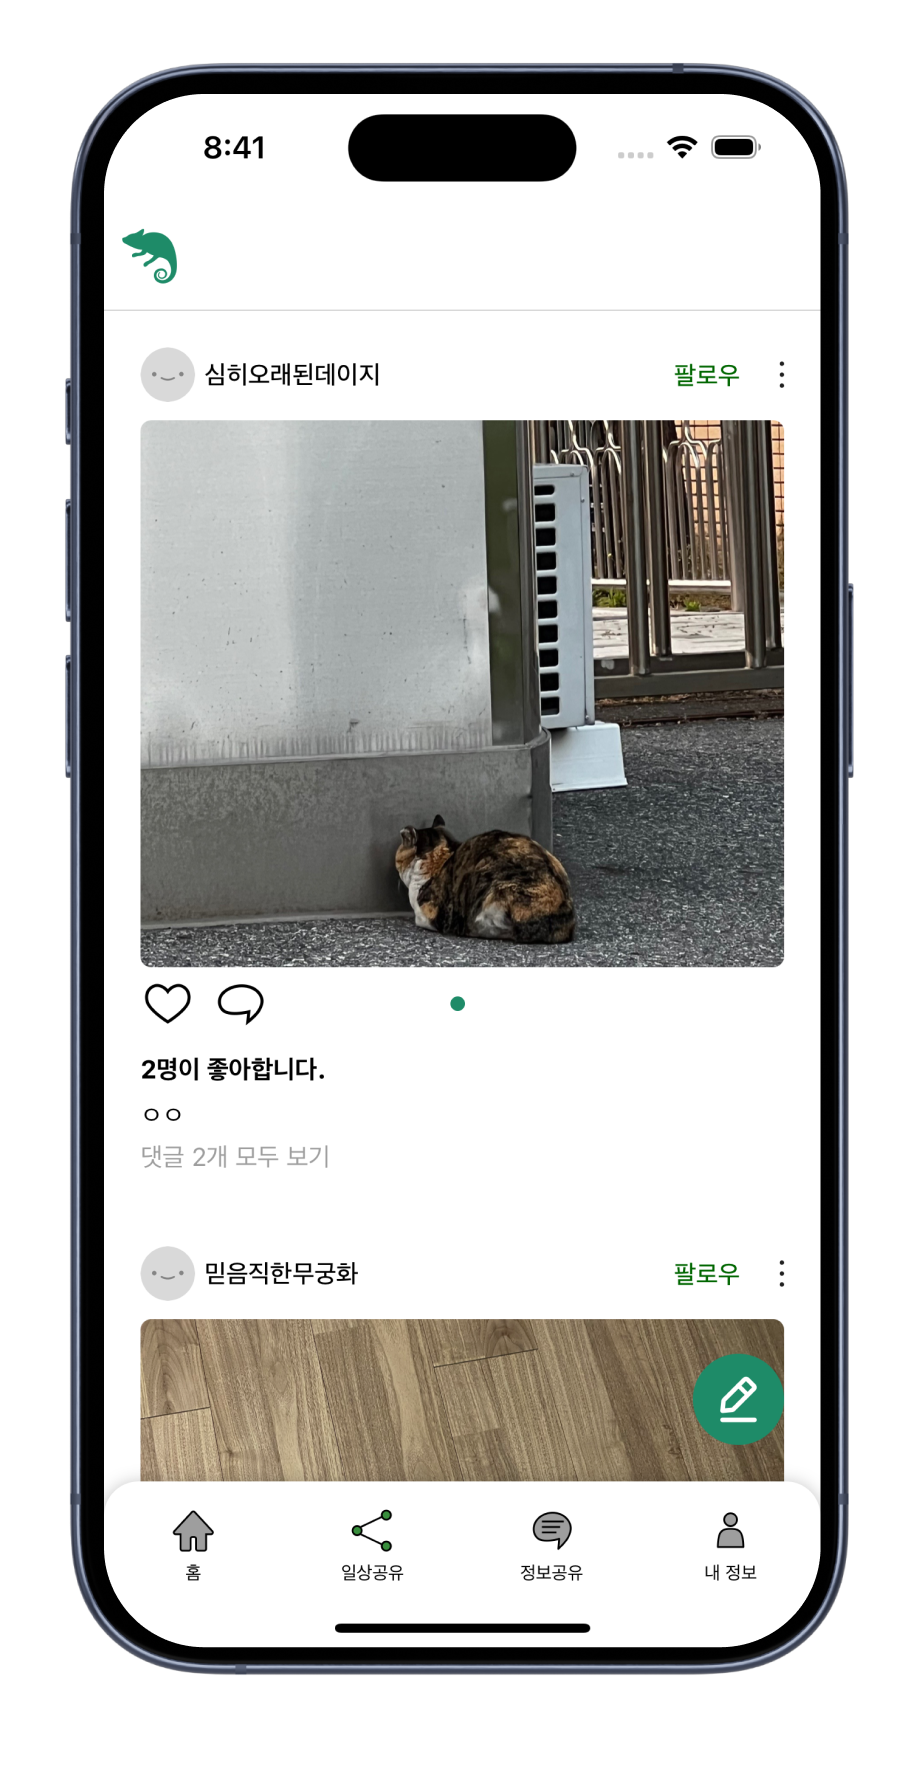 8:41
심히오래된데이지 팔로우
2명이 좋아합니다.
ㅇㅇ
댓글 2개 모두 보기
믿음직한무궁화 팔로우
홈 일상공유 정보공유 내 정보